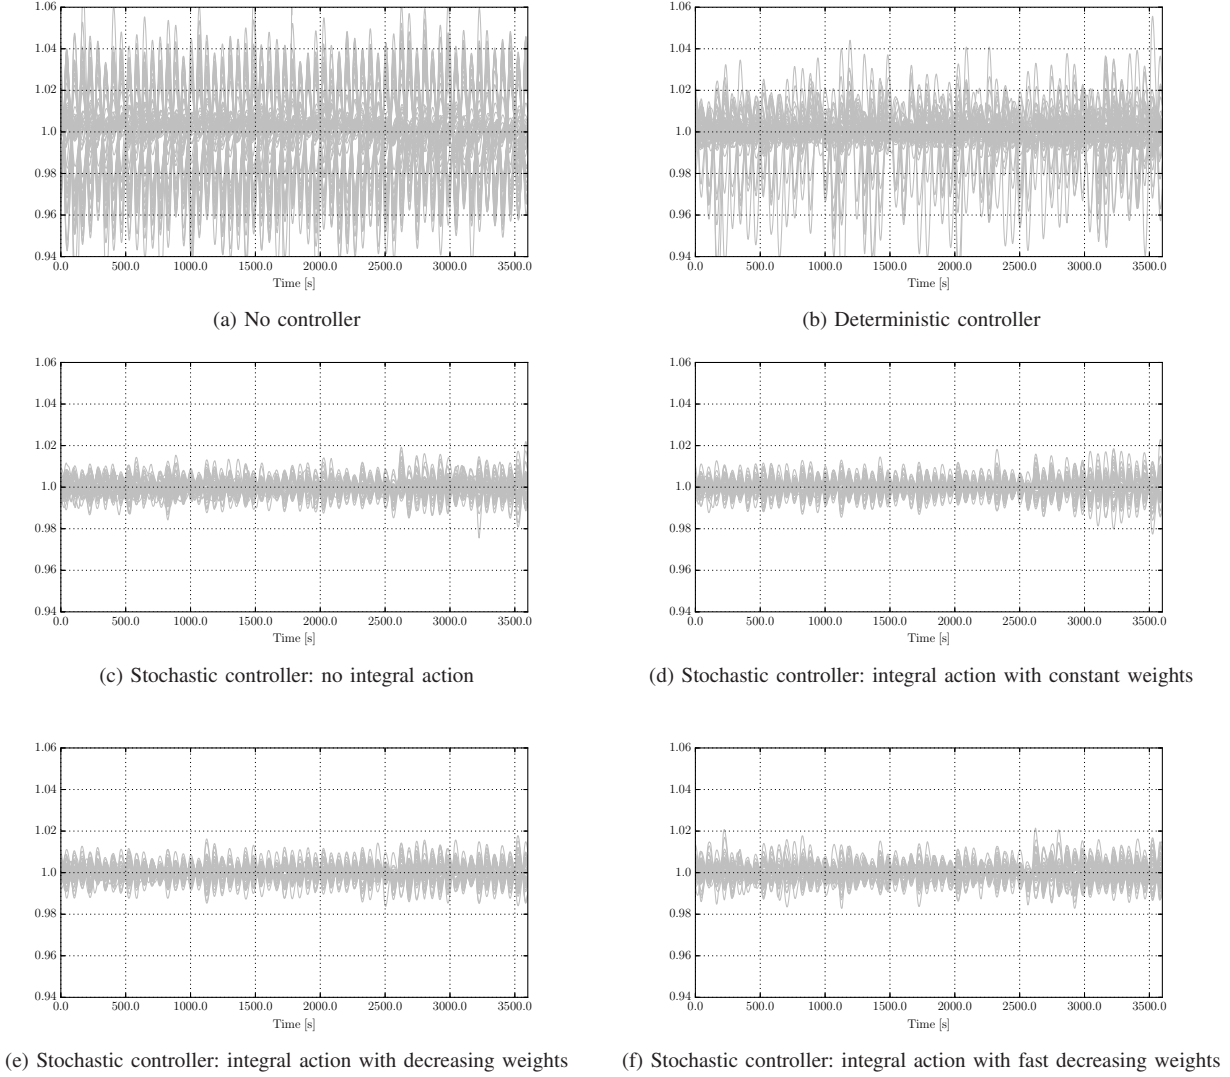 1.06
1.04
1.02
1.0
0.98
0.96
0.94
0.0 500.0 1000.0 1500.0 2000.0 2500.0 3000.0 3500.0
Time [s]
(a) No controller
1.06
1.04
1.02
1.0
0.98
0.96
0.94
0.0 500.0 1000.0 1500.0 2000.0 2500.0 3000.0 3500.0
Time [s]
(b) Deterministic controller
1.06
1.04
1.02
1.0
0.98
0.96
0.94
0.0 500.0 1000.0 1500.0 2000.0 2500.0 3000.0 3500.0
Time [s]
(c) Stochastic controller: no integral action
1.06
1.04
1.02
1.0
0.98
0.96
0.94
0.0 500.0 1000.0 1500.0 2000.0 2500.0 3000.0 3500.0
Time [s]
(d) Stochastic controller: integral action with constant weights
1.06
1.04
1.02
1.0
0.98
0.96
0.94
0.0 500.0 1000.0 1500.0 2000.0 2500.0 3000.0 3500.0
Time [s]
(e) Stochastic controller: integral action with decreasing weights
1.06
1.04
1.02
1.0
0.98
0.96
0.94
0.0 500.0 1000.0 1500.0 2000.0 2500.0 3000.0 3500.0
Time [s]
(f) Stochastic controller: integral action with fast decreasing weights